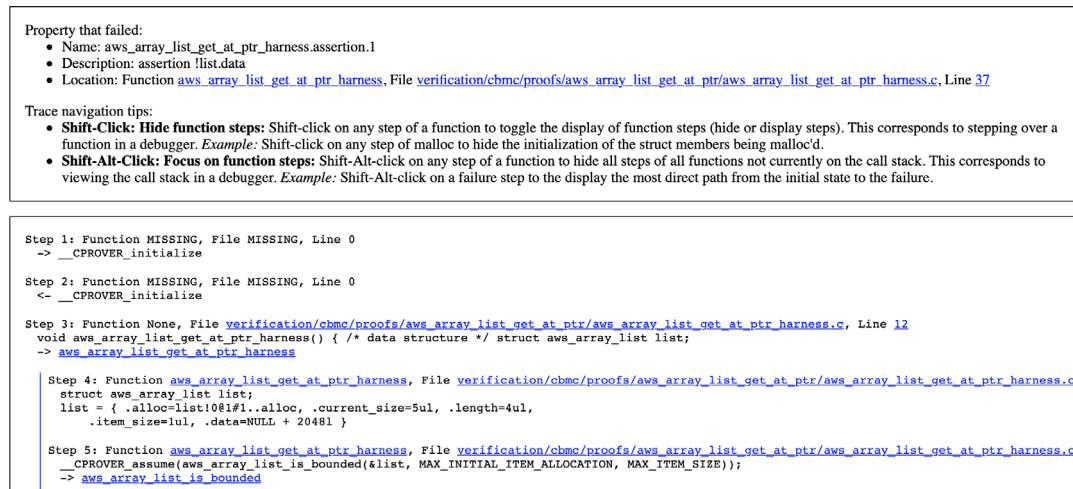 Property that failed:
• Name: aws_array_list_get_at_ptr_harness.assertion.1
• Description: assertion !list.data
• Location: Function aws_array_list_get_at_ptr_harness, File verification/cbmc/proofs/aws_array_list_get_at_ptr/aws_array_list_get_at_ptr_harness.c, Line 37
Trace navigation tips:
• Shift-Click: Hide function steps: Shift-click on any step of a function to toggle the display of function steps (hide or display steps). This corresponds to stepping over a
function in a debugger. Example: Shift-click on any step of malloc to hide the initialization of the struct members being malloc'd.
• Shift-Alt-Click: Focus on function steps: Shift-Alt-click on any step of a function to hide all steps of all functions not currently on the call stack. This corresponds to
viewing the call stack in a debugger. Example: Shift-Alt-click on a failure step to the display the most direct path from the initial state to the failure.
Step 1: Function MISSING, File MISSING, Line 0
-> __CPROVER_initialize
Step 2: Function MISSING, File MISSING, Line 0
<- __CPROVER_initialize
Step 3: Function None, File verification/cbmc/proofs/aws_array_list_get_at_ptr/aws_array_list_get_at_ptr_harness.c, Line 12
void aws_array_list_get_at_ptr_harness() { /* data structure */ struct aws_array_list list;
-> aws_array_list_get_at_ptr_harness
Step 4: Function aws_array_list_get_at_ptr_harness, File verification/cbmc/proofs/aws_array_list_get_at_ptr/aws_array_list_get_at_ptr_harness.c
struct aws_array_list list;
list = { .alloc=list!0@1#1..alloc, .current_size=5ul, .length=4ul,
.item_size=1ul, .data=NULL + 2048l }
Step 5: Function aws_array_list_get_at_ptr_harness, File verification/cbmc/proofs/aws_array_list_get_at_ptr/aws_array_list_get_at_ptr_harness.c
__CPROVER_assume(aws_array_list_is_bounded(&list, MAX_INITIAL_ITEM_ALLOCATION, MAX_ITEM_SIZE));
-> aws_array_list_is_bounded